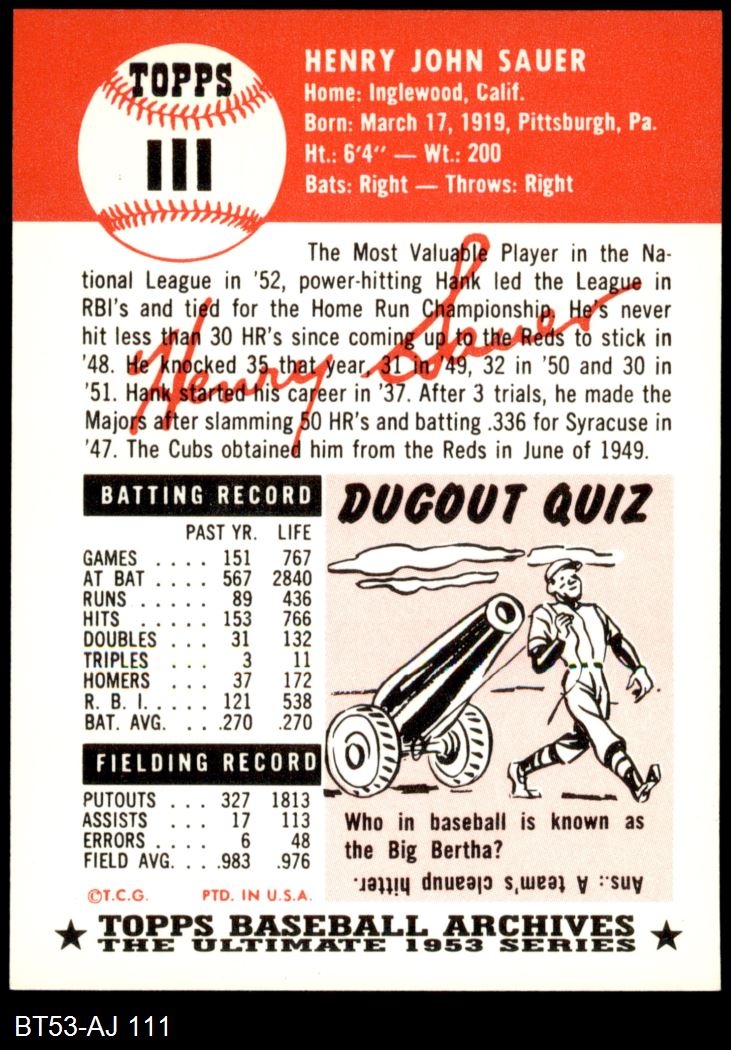 TOPPS
111
HENRY JOHN SAUER
Home: Inglewood, Calif.
Born: March 17, 1919, Pittsburgh, Pa.
Ht.: 6'4" — Wt.: 200
Bats: Right — Throws: Right
The Most Valuable Player in the Na-
tional League in '52, power-hitting Hank led the League in
RBI's and tied for the Home Run Championship. He's never
hit less than 30 HR's since coming up to the Reds to stick in
'48. He knocked 35 that year, 31 in '49, 32 in '50 and 30 in
'51. Hank started his career in '37. After 3 trials, he made the
Majors after slamming 50 HR's and batting .336 for Syracuse in
'47. The Cubs obtained him from the Reds in June of 1949.
Henry Sauer
BATTING RECORD
PAST YR. LIFE
GAMES .... 151 767
AT BAT .... 567 2840
RUNS ..... 89 436
HITS ..... 153 766
DOUBLES ... 31 132
TRIPLES ... 3 11
HOMERS ... 37 172
R. B. I..... 121 538
BAT. AVG. ... .270 .270
FIELDING RECORD
PUTOUTS ... 327 1813
ASSISTS ... 17 113
ERRORS .... 6 48
FIELD AVG. ... .983 .976
©T.C.G. PTD. IN U.S.A.
DUGOUT QUIZ
Who in baseball is known as
the Big Bertha?
Ans.: A team's cleanup hitter.
TOPPS BASEBALL ARCHIVES
THE ULTIMATE 1953 SERIES
BT53-AJ 111